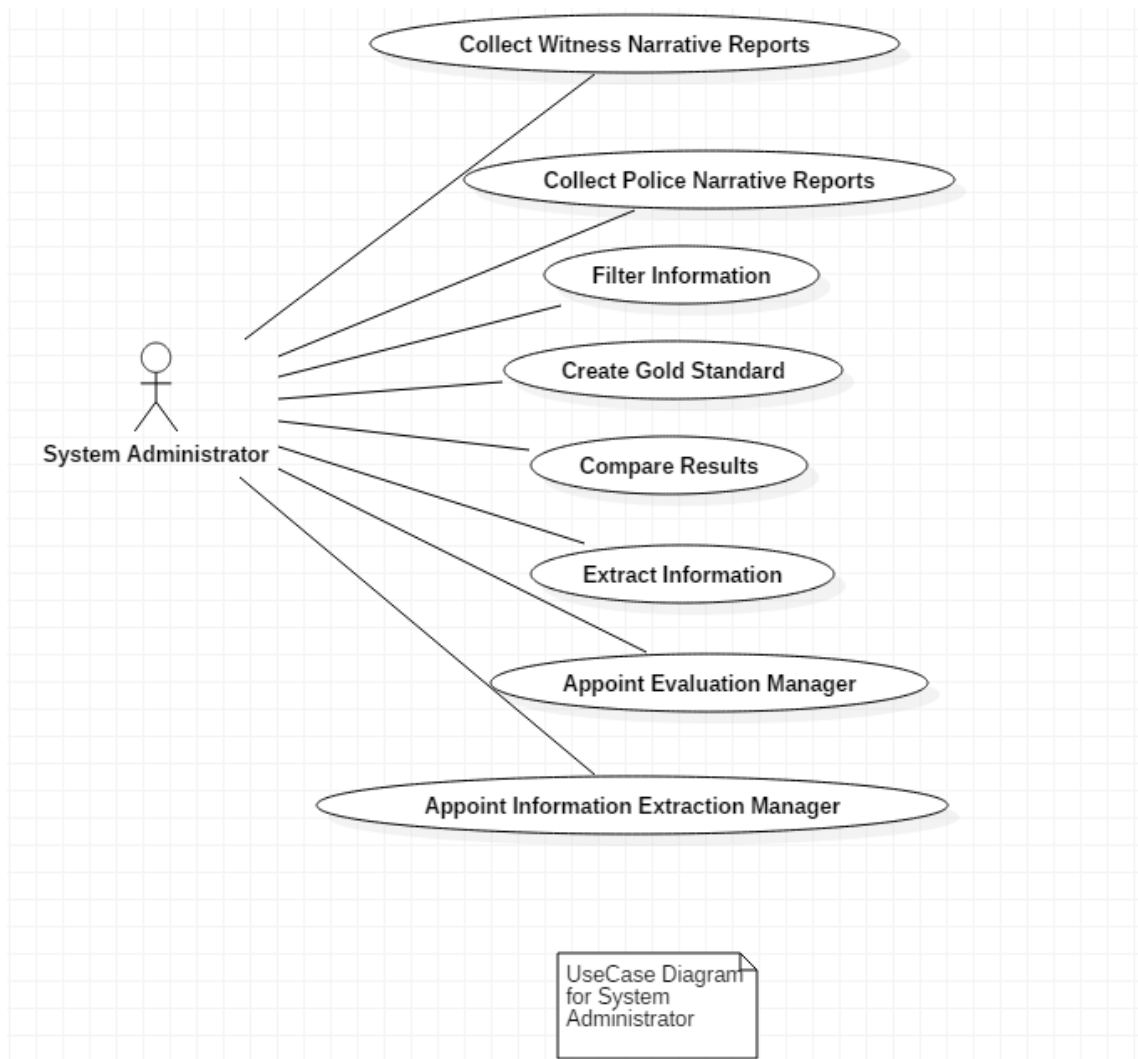 Collect Witness Narrative Reports
Collect Police Narrative Reports
Filter Information
Create Gold Standard
System Administrator
Compare Results
Extract Information
Appoint Evaluation Manager
Appoint Information Extraction Manager
UseCase Diagram
for System
Administrator